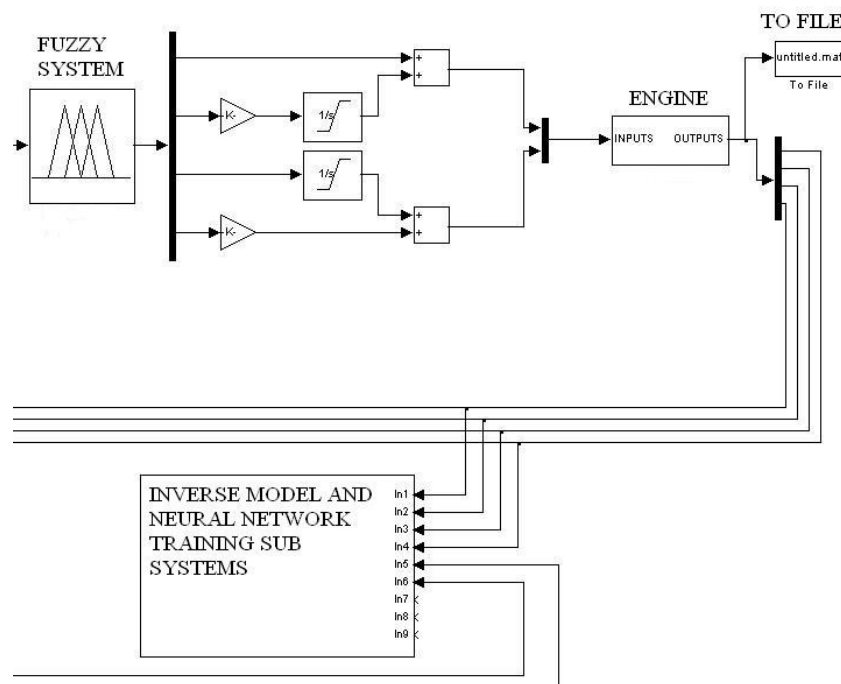 FUZZY
SYSTEM
TO FILE
untitled.mat
To File
+
+
K-
1/s
1/s
K-
+
+
ENGINE
INPUTS OUTPUTS
INVERSE MODEL AND
NEURAL NETWORK
TRAINING SUB
SYSTEMS
In1
In2
In3
In4
In5
In6
In7
In8
In9